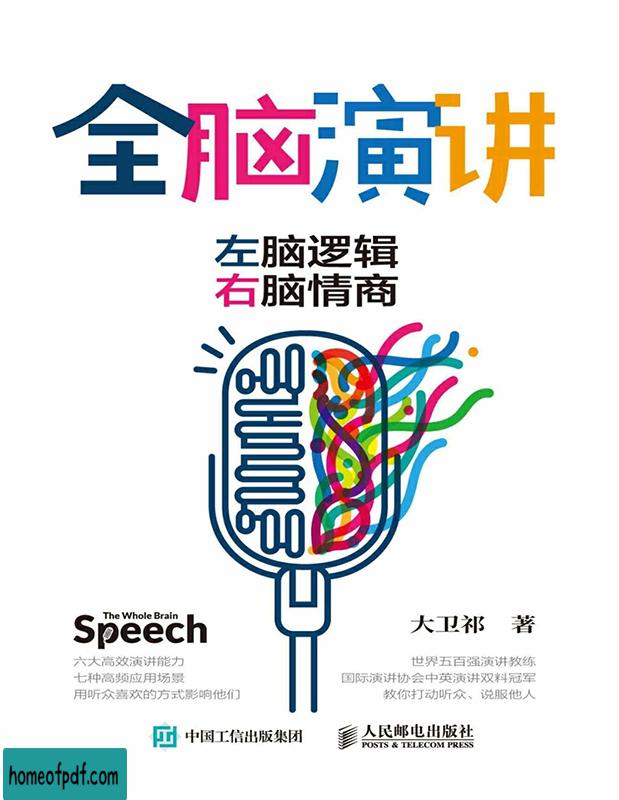 全脑演讲
左脑逻辑
右脑情商
The Whole Brain
Speech
六大高效演讲能力
七种高频应用场景
用听众喜欢的方式影响他们
大卫祁 著
世界五百强演讲教练
国际演讲协会中英演讲双料冠军
教你打动听众、说服他人
中国工信出版集团
人民邮电出版社
POSTS & TELECOM PRESS
homeofpdf.com